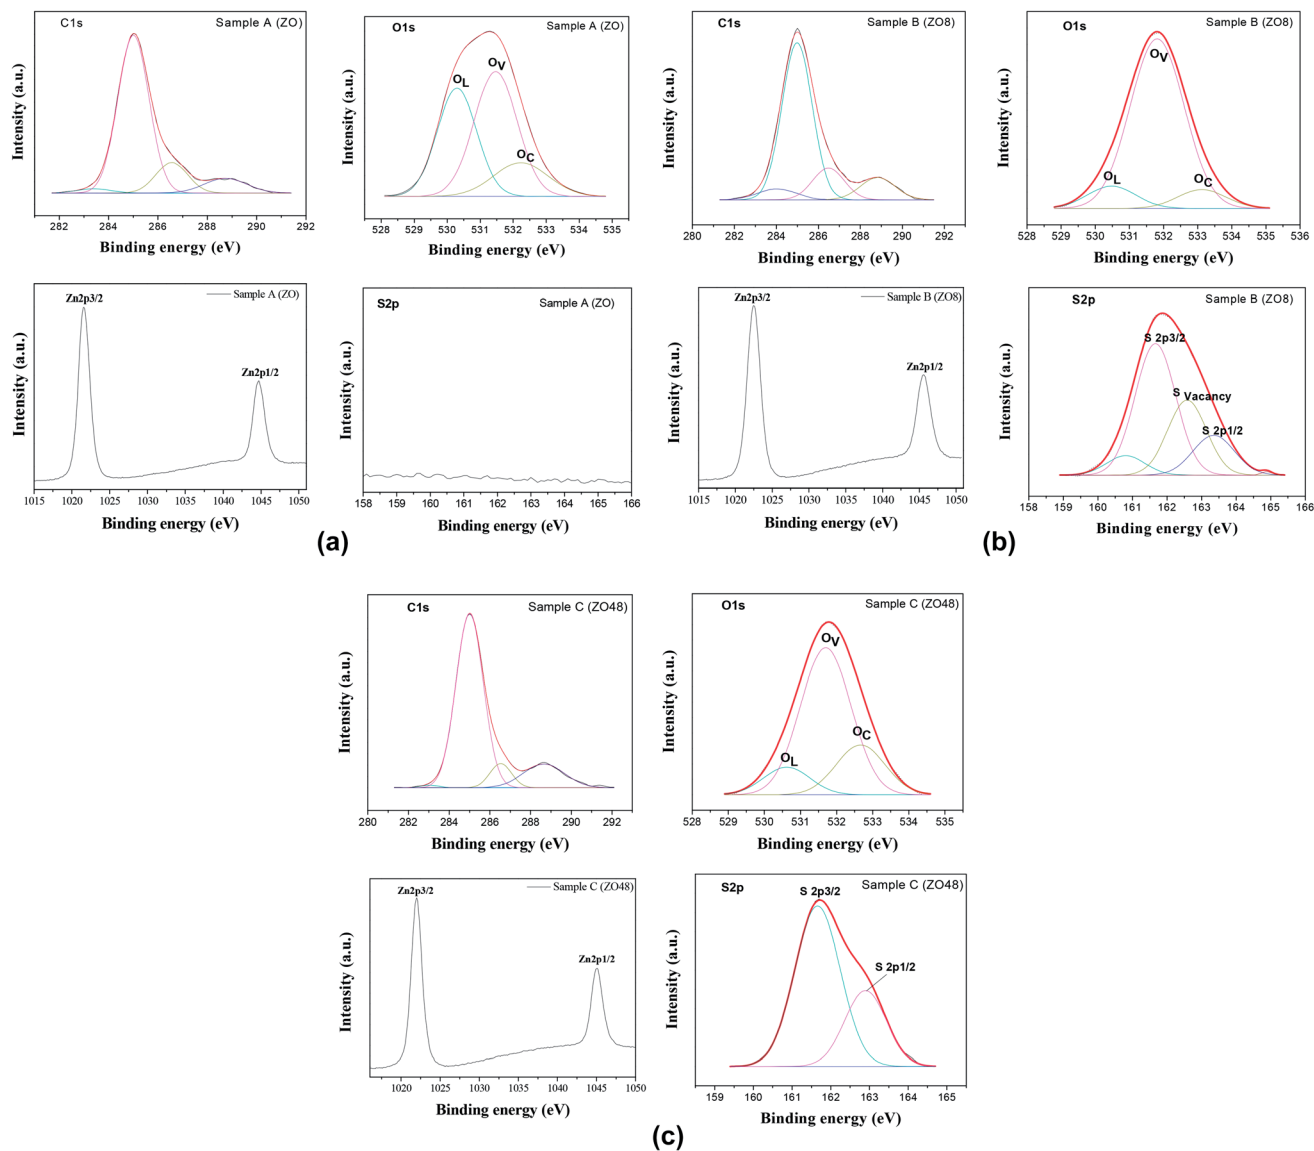 C1s
Sample A (ZO)
Intensity (a.u.)
282 284 286 288 290 292
Binding energy (eV)
O1s
Sample A (ZO)
OL
OV
OC
Intensity (a.u.)
528 529 530 531 532 533 534 535
Binding energy (eV)
C1s
Sample B (ZO8)
Intensity (a.u.)
280 282 284 286 288 290 292
Binding energy (eV)
O1s
Sample B (ZO8)
OV
OL
OC
Intensity (a.u.)
528 529 530 531 532 533 534 535 536
Binding energy (eV)
Zn2p3/2
Sample A (ZO)
Zn2p1/2
Intensity (a.u.)
1015 1020 1025 1030 1035 1040 1045 1050
Binding energy (eV)
S2p
Sample A (ZO)
Intensity (a.u.)
158 159 160 161 162 163 164 165 166
Binding energy (eV)
(a)
Zn2p3/2
Sample B (ZO8)
Zn2p1/2
Intensity (a.u.)
1015 1020 1025 1030 1035 1040 1045 1050
Binding energy (eV)
S2p
Sample B (ZO8)
S 2p3/2
S Vacancy
S 2p1/2
Intensity (a.u.)
158 159 160 161 162 163 164 165 166
Binding energy (eV)
(b)
C1s
Sample C (ZO48)
Intensity (a.u.)
280 282 284 286 288 290 292
Binding energy (eV)
O1s
Sample C (ZO48)
OV
OC
OL
Intensity (a.u.)
528 529 530 531 532 533 534 535
Binding energy (eV)
Zn2p3/2
Sample C (ZO48)
Zn2p1/2
Intensity (a.u.)
1020 1025 1030 1035 1040 1045 1050
Binding energy (eV)
S2p
S 2p3/2
Sample C (ZO48)
S 2p1/2
Intensity (a.u.)
159 160 161 162 163 164 165
Binding energy (eV)
(c)